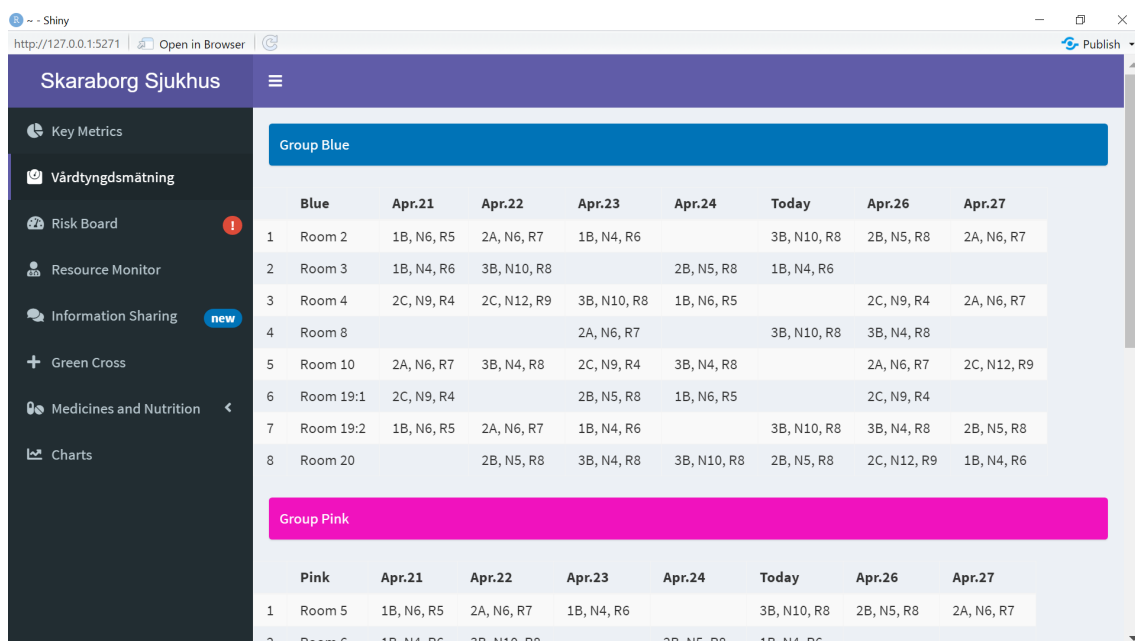 ~ - Shiny
http://127.0.0.1:5271 Open in Browser Publish
Skaraborg Sjukhus
Key Metrics
Vårdtyngdsmätning
Risk Board !
Resource Monitor
Information Sharing new
Green Cross
Medicines and Nutrition
Charts
Group Blue
Blue Apr.21 Apr.22 Apr.23 Apr.24 Today Apr.26 Apr.27
1 Room 2 1B, N6, R5 2A, N6, R7 1B, N4, R6 3B, N10, R8 2B, N5, R8 2A, N6, R7
2 Room 3 1B, N4, R6 3B, N10, R8 2B, N5, R8 1B, N4, R6
3 Room 4 2C, N9, R4 2C, N12, R9 3B, N10, R8 1B, N6, R5 2C, N9, R4 2A, N6, R7
4 Room 8 2A, N6, R7 3B, N10, R8 3B, N4, R8
5 Room 10 2A, N6, R7 3B, N4, R8 2C, N9, R4 3B, N4, R8 2A, N6, R7 2C, N12, R9
6 Room 19:1 2C, N9, R4 2B, N5, R8 1B, N6, R5 2C, N9, R4
7 Room 19:2 1B, N6, R5 2A, N6, R7 1B, N4, R6 3B, N10, R8 3B, N4, R8 2B, N5, R8
8 Room 20 2B, N5, R8 3B, N4, R8 3B, N10, R8 2B, N5, R8 2C, N12, R9 1B, N4, R6
Group Pink
Pink Apr.21 Apr.22 Apr.23 Apr.24 Today Apr.26 Apr.27
1 Room 5 1B, N6, R5 2A, N6, R7 1B, N4, R6 3B, N10, R8 2B, N5, R8 2A, N6, R7